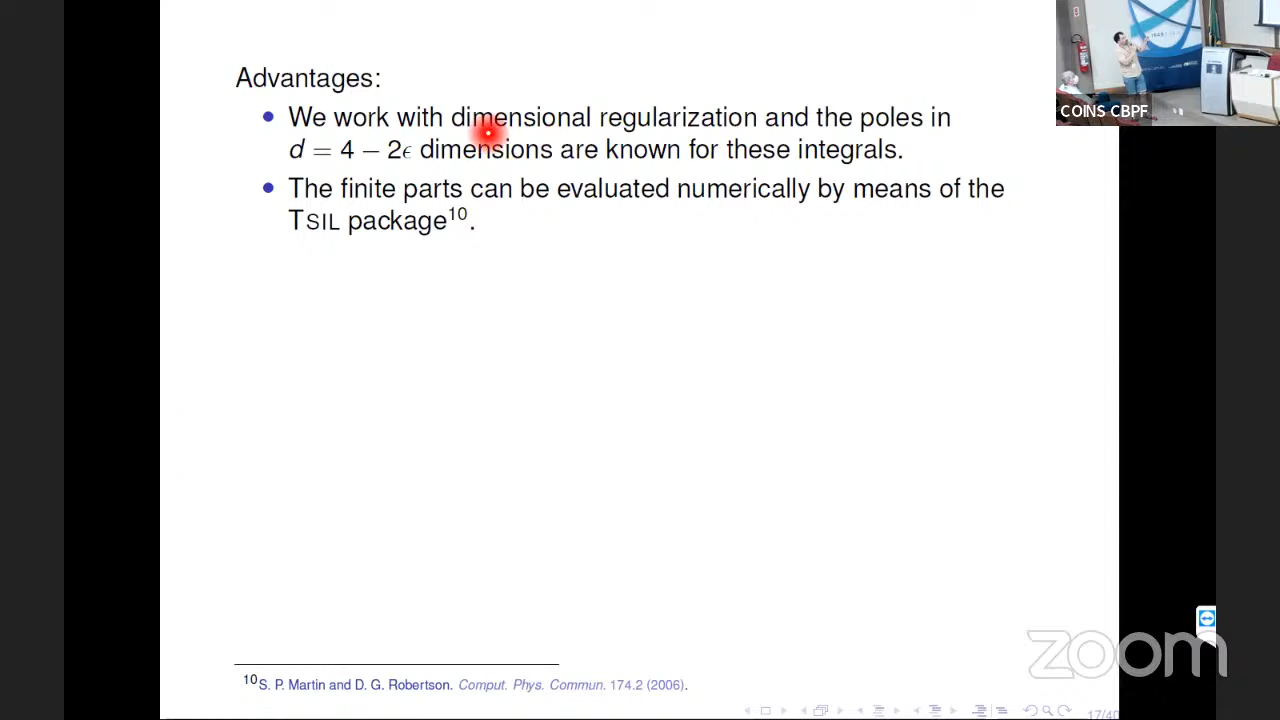 Advantages:
• We work with dimensional regularization and the poles in
d = 4 − 2ϵ dimensions are known for these integrals.
• The finite parts can be evaluated numerically by means of the
TSIL package¹⁰.
COINS CBPF
zoom
¹⁰S. P. Martin and D. G. Robertson. Comput. Phys. Commun. 174.2 (2006).
17/40